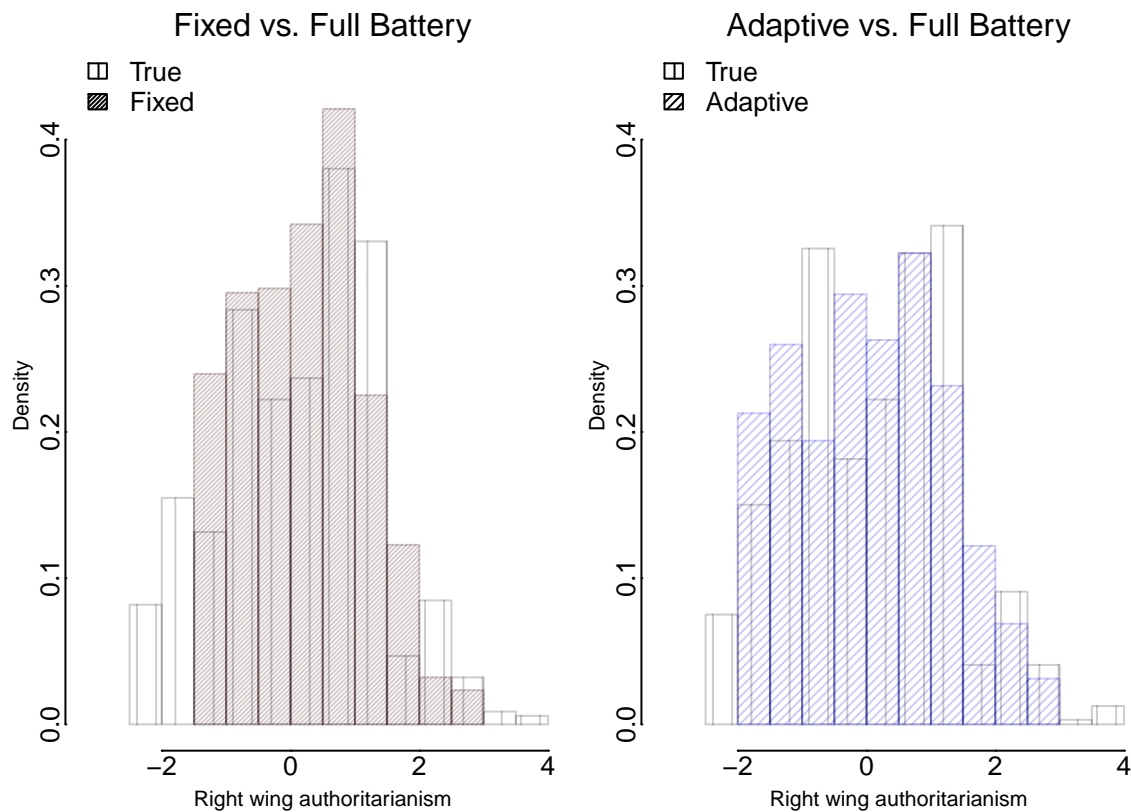 Fixed vs. Full Battery
True
Fixed
0.4
0.3
0.2
0.1
0.0
Density
−2 0 2 4
Right wing authoritarianism
Adaptive vs. Full Battery
True
Adaptive
0.4
0.3
0.2
0.1
0.0
Density
−2 0 2 4
Right wing authoritarianism